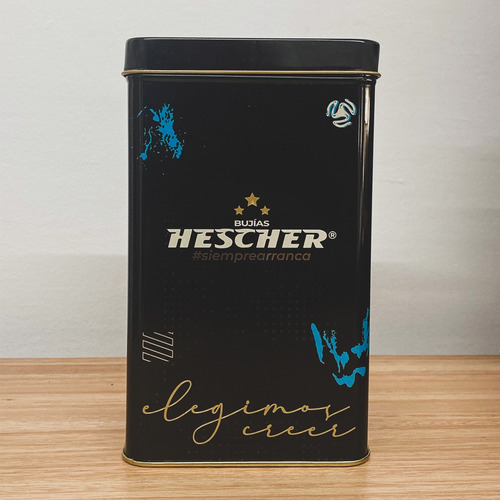 BUJÍAS
HESCHER®
#siemprearranca
elegimos
creer